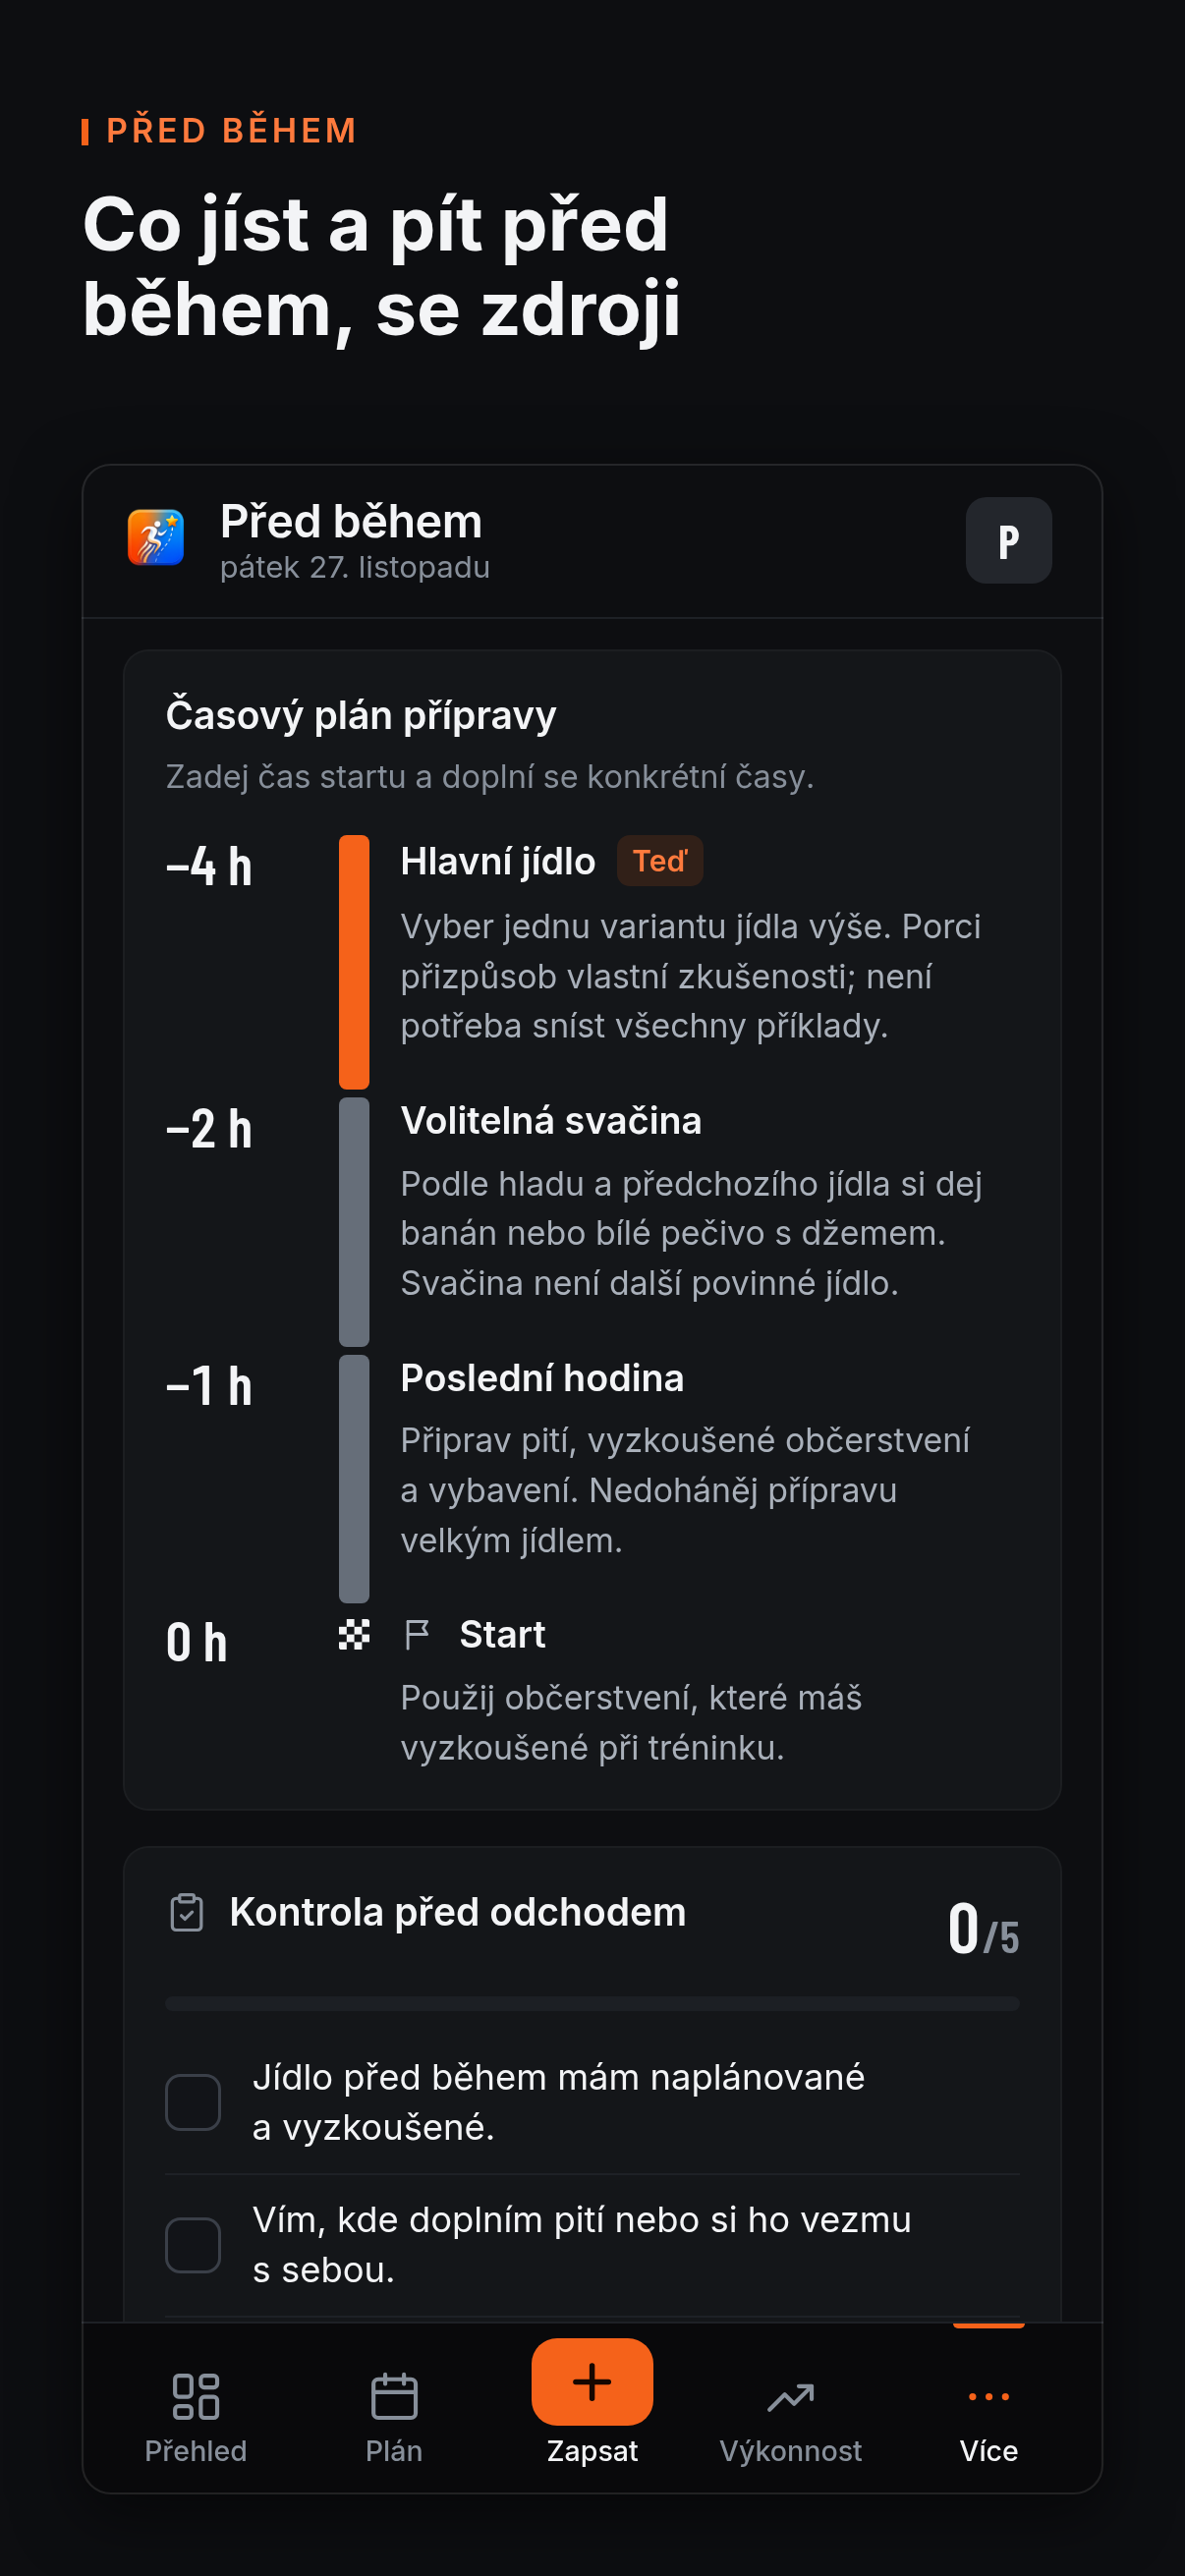 PŘED BĚHEM
Co jíst a pít před
během, se zdroji
Před během
pátek 27. listopadu
P
Časový plán přípravy
Zadej čas startu a doplní se konkrétní časy.
–4 h
Hlavní jídlo
Teď
Vyber jednu variantu jídla výše. Porci
přizpůsob vlastní zkušenosti; není
potřeba sníst všechny příklady.
–2 h
Volitelná svačina
Podle hladu a předchozího jídla si dej
banán nebo bílé pečivo s džemem.
Svačina není další povinné jídlo.
–1 h
Poslední hodina
Připrav pití, vyzkoušené občerstvení
a vybavení. Nedoháněj přípravu
velkým jídlem.
0 h
Start
Použij občerstvení, které máš
vyzkoušené při tréninku.
Kontrola před odchodem
0/5
Jídlo před během mám naplánované
a vyzkoušené.
Vím, kde doplním pití nebo si ho vezmu
s sebou.
Přehled
Plán
Zapsat
Výkonnost
Více